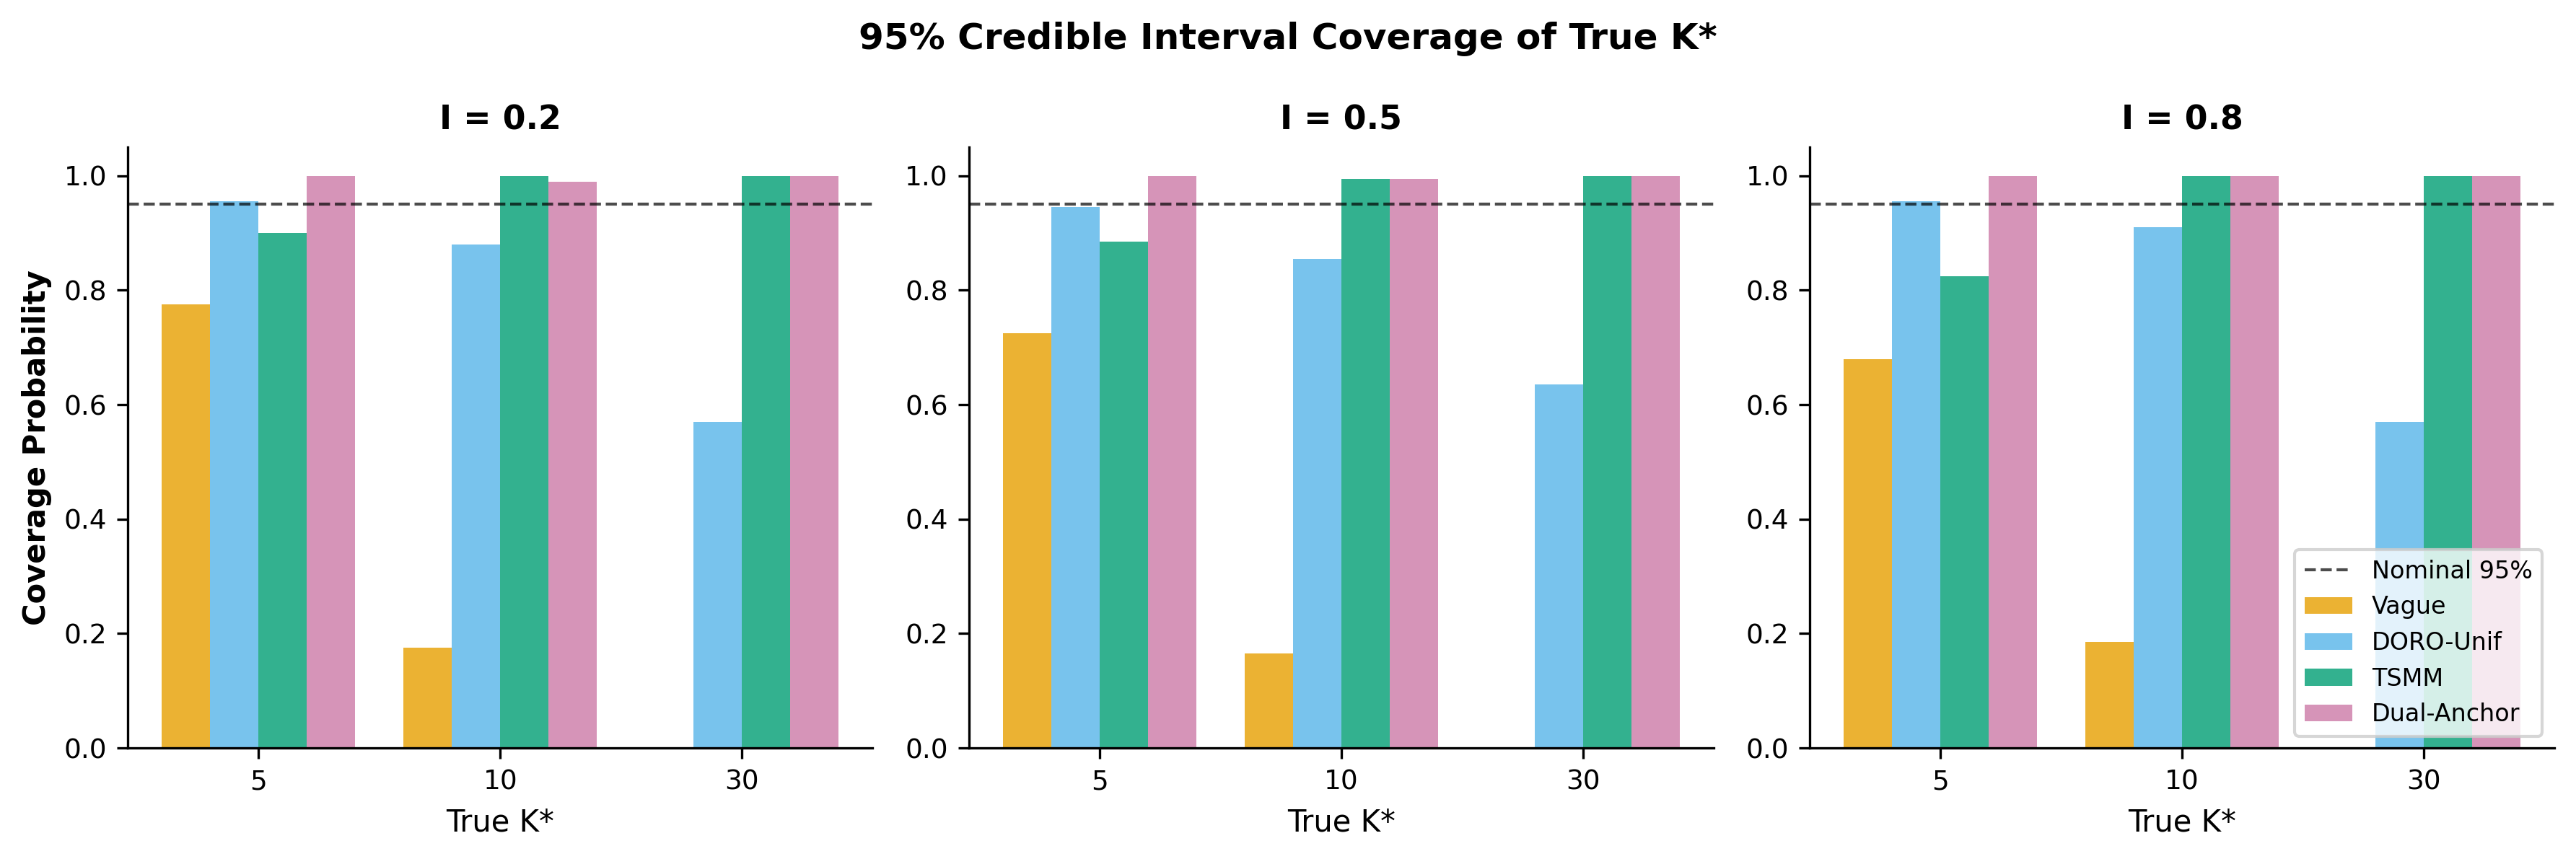 95% Credible Interval Coverage of True K*
I = 0.2
Coverage Probability
1.0
0.8
0.6
0.4
0.2
0.0
5
10
30
True K*
I = 0.5
1.0
0.8
0.6
0.4
0.2
0.0
5
10
30
True K*
I = 0.8
1.0
0.8
0.6
0.4
0.2
0.0
5
10
30
True K*
Nominal 95%
Vague
DORO-Unif
TSMM
Dual-Anchor